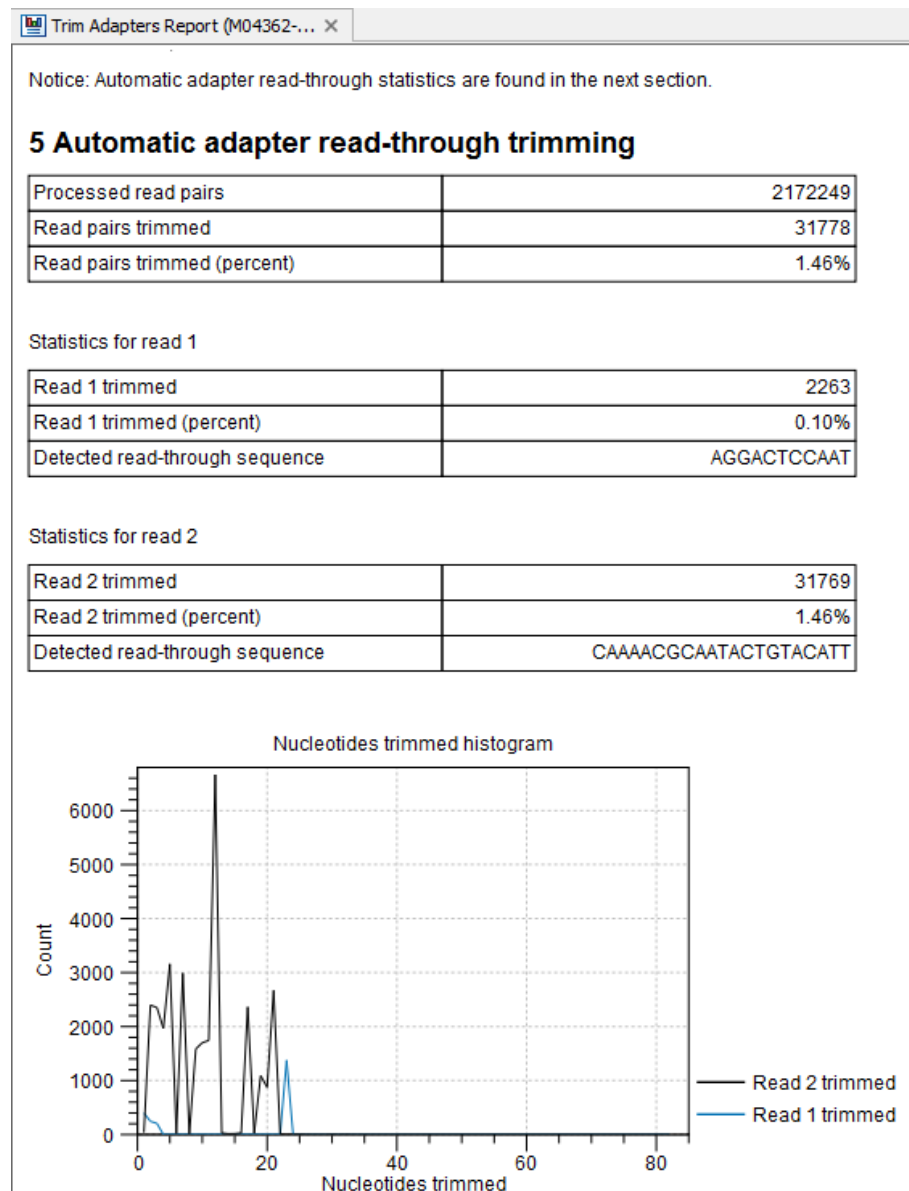 Trim Adapters Report (M04362-... ×
Notice: Automatic adapter read-through statistics are found in the next section.
5 Automatic adapter read-through trimming
Processed read pairs 2172249
Read pairs trimmed 31778
Read pairs trimmed (percent) 1.46%
Statistics for read 1
Read 1 trimmed 2263
Read 1 trimmed (percent) 0.10%
Detected read-through sequence AGGACTCCAAT
Statistics for read 2
Read 2 trimmed 31769
Read 2 trimmed (percent) 1.46%
Detected read-through sequence CAAAACGCAATACTGTACATT
Nucleotides trimmed histogram
6000
5000
4000
3000
2000
1000
0
Count
0 20 40 60 80
Nucleotides trimmed
Read 2 trimmed
Read 1 trimmed